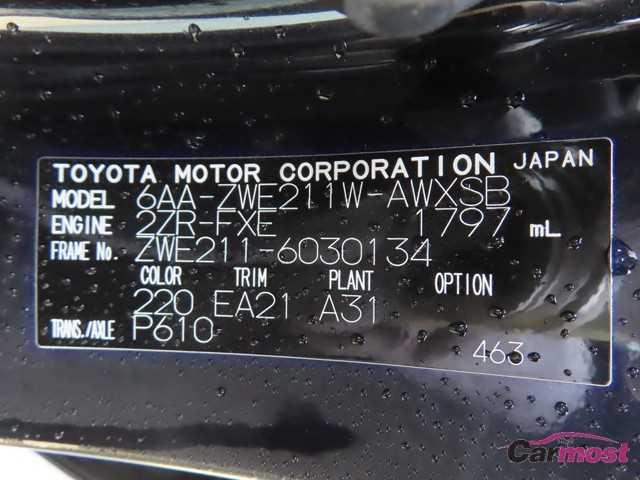 TOYOTA MOTOR CORPORATION JAPAN
MODEL 6AA-ZWE211W-AWXSB
ENGINE 2ZR-FXE 1797 mL
FRAME No. ZWE211-6030134
COLOR TRIM PLANT OPTION
220 EA21 A31
TRANS./AXLE P610
463
Carmost